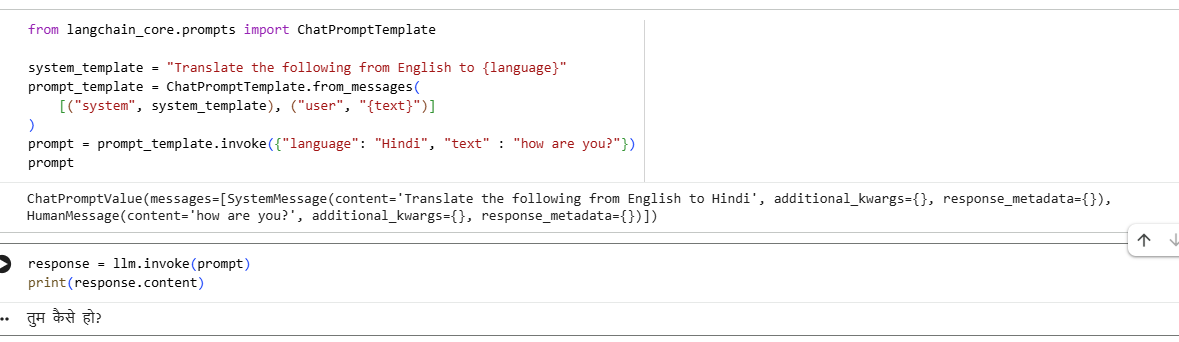 from langchain_core.prompts import ChatPromptTemplate
system_template = "Translate the following from English to {language}"
prompt_template = ChatPromptTemplate.from_messages(
    [("system", system_template), ("user", "{text}")]
)
prompt = prompt_template.invoke({"language": "Hindi", "text" : "how are you?"})
prompt
ChatPromptValue(messages=[SystemMessage(content='Translate the following from English to Hindi', additional_kwargs={}, response_metadata={}),
HumanMessage(content='how are you?', additional_kwargs={}, response_metadata={})])
response = llm.invoke(prompt)
print(response.content)
तुम कैसे हो?